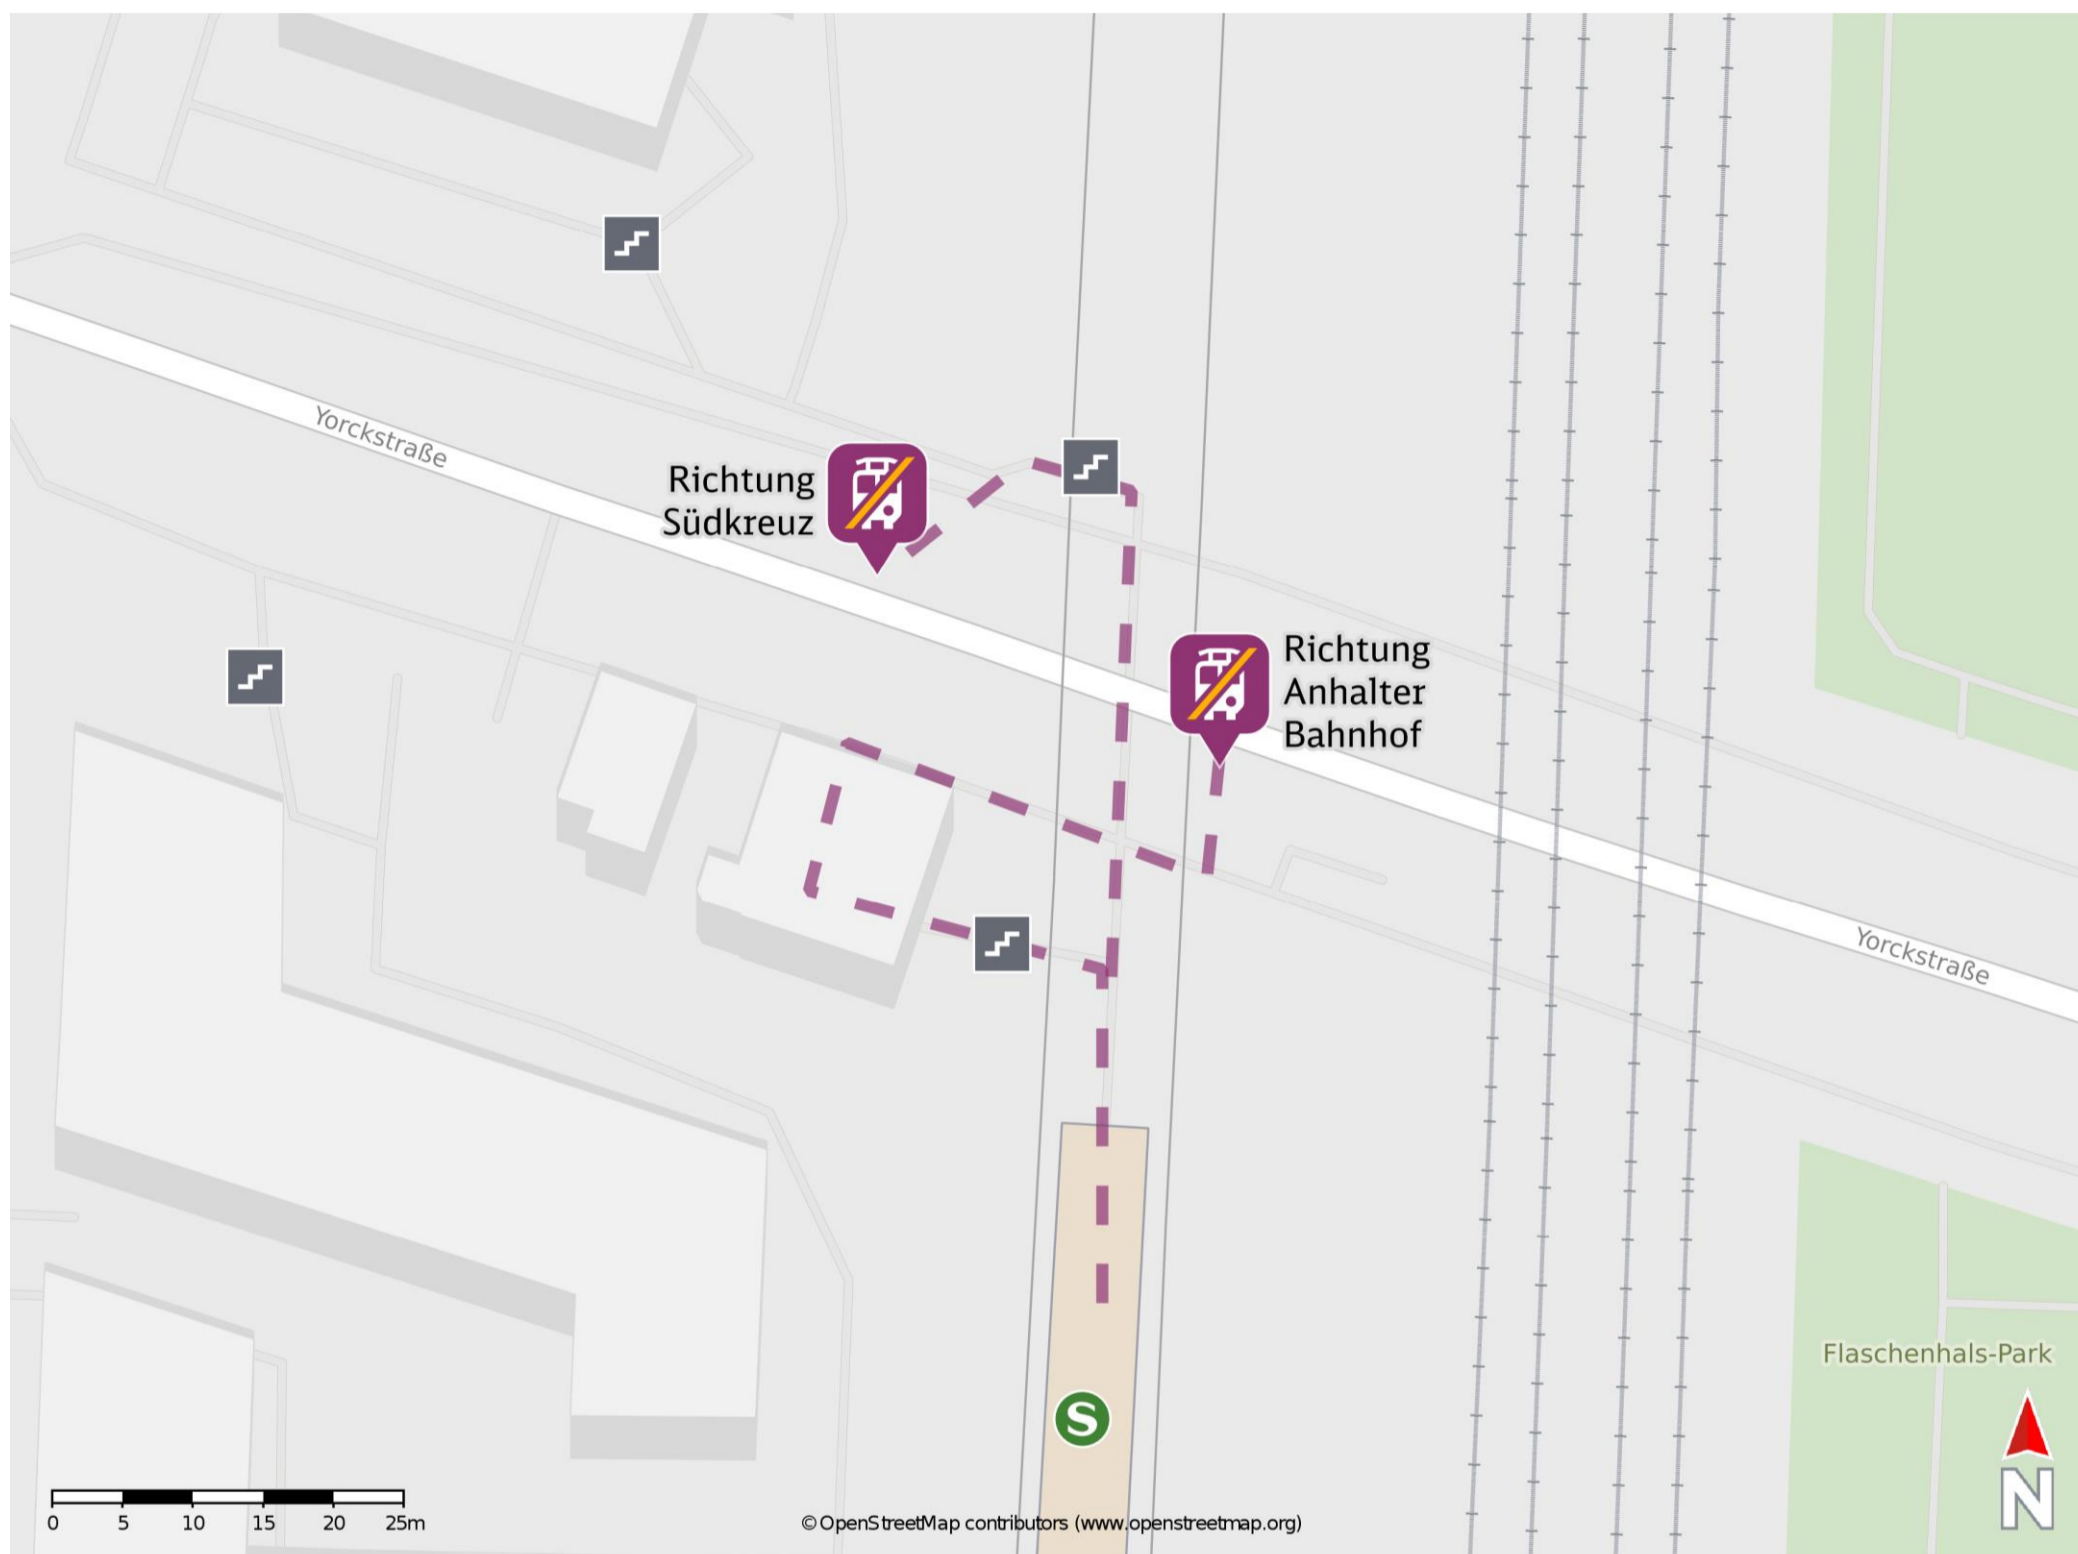 Yorckstraße
Richtung
Südkreuz
Richtung
Anhalter
Bahnhof
Yorckstraße
Flaschenhals-Park
S
N
0 5 10 15 20 25m
© OpenStreetMap contributors (www.openstreetmap.org)